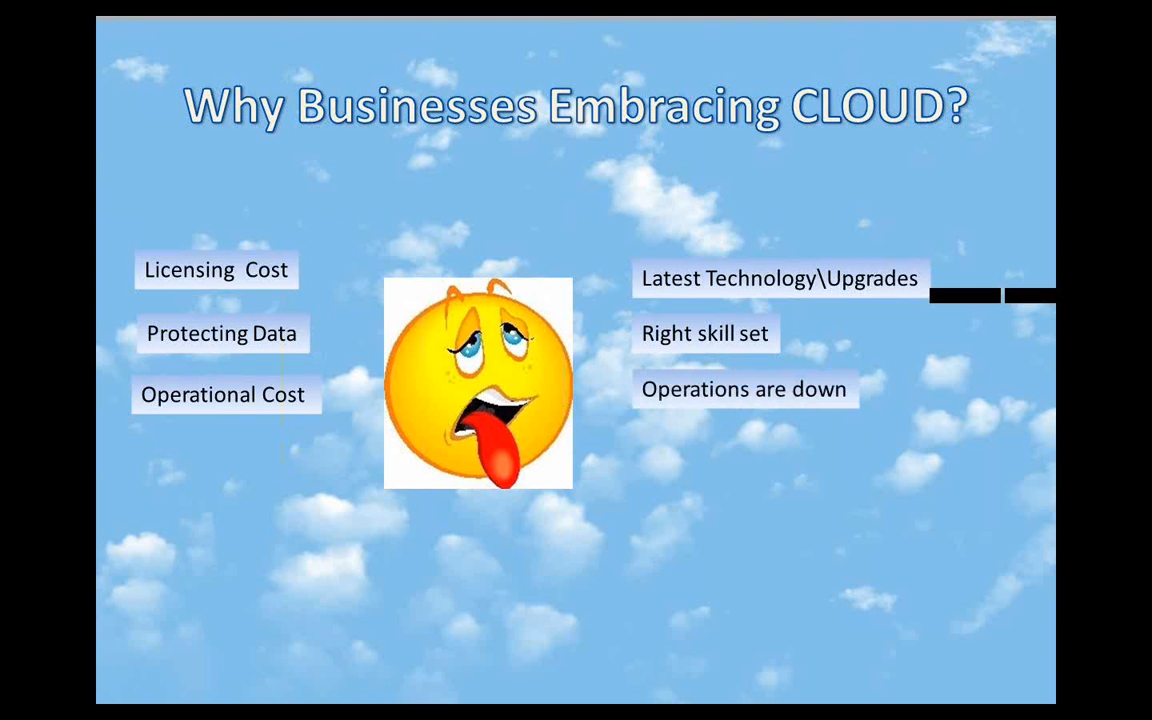 Why Businesses Embracing CLOUD?
Licensing  Cost
Protecting Data
Operational Cost
Latest Technology\Upgrades
Right skill set
Operations are down